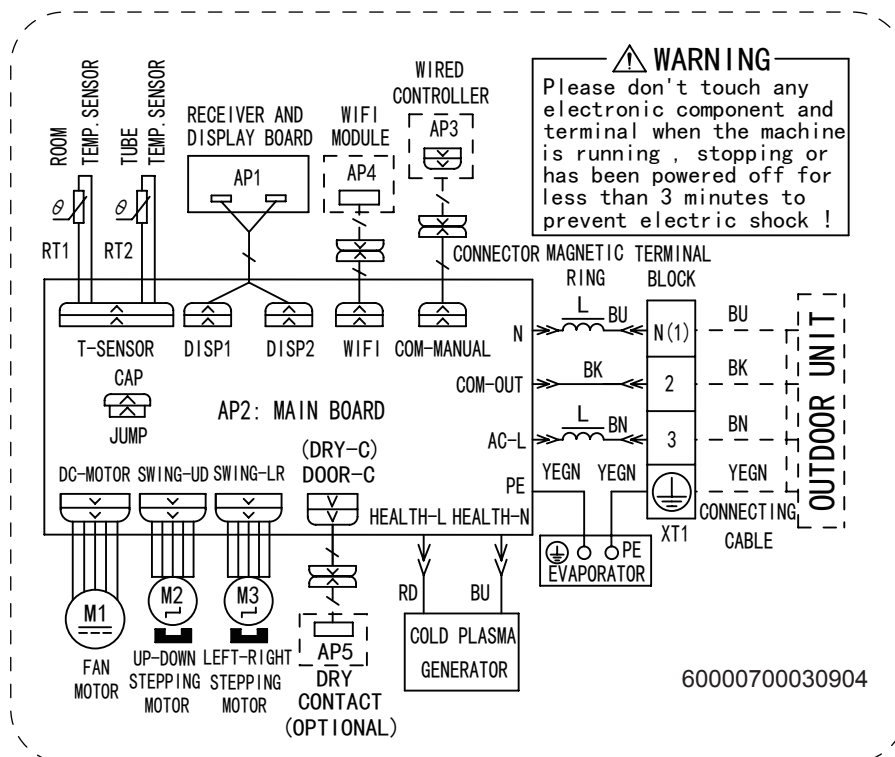 WARNING
Please don't touch any
electronic component and
terminal when the machine
is running , stopping or
has been powered off for
less than 3 minutes to
prevent electric shock !
ROOM
TEMP. SENSOR
TUBE
TEMP. SENSOR
RECEIVER AND
DISPLAY BOARD
WIFI
MODULE
WIRED
CONTROLLER
AP1
AP4
AP3
θ
θ
RT1
RT2
CONNECTOR
MAGNETIC
RING
TERMINAL
BLOCK
T-SENSOR
DISP1
DISP2
WIFI
COM-MANUAL
N
L
BU
N(1)
BU
CAP
JUMP
AP2: MAIN BOARD
COM-OUT
BK
2
BK
AC-L
L
BN
3
BN
OUTDOOR UNIT
(DRY-C)
DOOR-C
DC-MOTOR
SWING-UD
SWING-LR
PE
YEGN
YEGN
YEGN
HEALTH-L
HEALTH-N
XT1
CONNECTING
CABLE
PE
EVAPORATOR
M1
M2
M3
RD
BU
FAN
MOTOR
UP-DOWN
STEPPING
MOTOR
LEFT-RIGHT
STEPPING
MOTOR
AP5
DRY
CONTACT
(OPTIONAL)
COLD PLASMA
GENERATOR
60000700030904